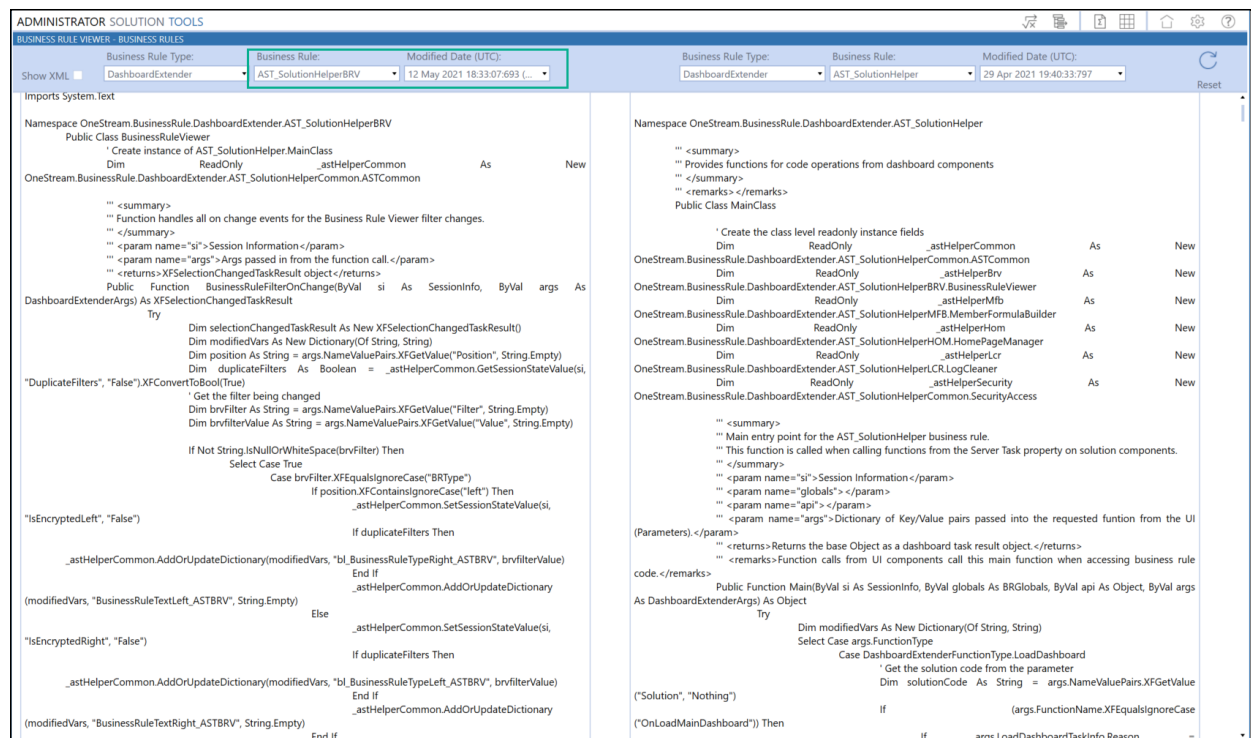 ADMINISTRATOR SOLUTION TOOLS
BUSINESS RULE VIEWER - BUSINESS RULES
Business Rule Type:
Business Rule:
Modified Date (UTC):
Business Rule Type:
Business Rule:
Modified Date (UTC):
Show XML
DashboardExtender
AST_SolutionHelperBRV
12 May 2021 18:33:07:693 (...
DashboardExtender
AST_SolutionHelper
29 Apr 2021 19:40:33:797
Reset
Imports System.Text
Namespace OneStream.BusinessRule.DashboardExtender.AST_SolutionHelperBRV
Public Class BusinessRuleViewer
' Create instance of AST_SolutionHelper.MainClass
Dim ReadOnly _astHelperCommon As New
OneStream.BusinessRule.DashboardExtender.AST_SolutionHelperCommon.ASTCommon
''' <summary>
''' Function handles all on change events for the Business Rule Viewer filter changes.
''' </summary>
''' <param name="si">Session Information</param>
''' <param name="args">Args passed in from the function call.</param>
''' <returns>XFSelectionChangedTaskResult object</returns>
Public Function BusinessRuleFilterOnChange(ByVal si As SessionInfo, ByVal args As
DashboardExtenderArgs) As XFSelectionChangedTaskResult
Try
Dim selectionChangedTaskResult As New XFSelectionChangedTaskResult()
Dim modifiedVars As New Dictionary(Of String, String)
Dim position As String = args.NameValuePairs.XFGetValue("Position", String.Empty)
Dim duplicateFilters As Boolean = _astHelperCommon.GetSessionStateValue(si,
"DuplicateFilters", "False").XFConvertToBool(True)
' Get the filter being changed
Dim brvFilter As String = args.NameValuePairs.XFGetValue("Filter", String.Empty)
Dim brvfilterValue As String = args.NameValuePairs.XFGetValue("Value", String.Empty)
If Not String.IsNullOrWhiteSpace(brvFilter) Then
Select Case True
Case brvFilter.XFEqualsIgnoreCase("BRType")
If position.XFContainsIgnoreCase("left") Then
_astHelperCommon.SetSessionStateValue(si,
"IsEncryptedLeft", "False")
If duplicateFilters Then
_astHelperCommon.AddOrUpdateDictionary(modifiedVars, "bl_BusinessRuleTypeRight_ASTBRV", brvfilterValue)
End If
_astHelperCommon.AddOrUpdateDictionary
(modifiedVars, "BusinessRuleTextLeft_ASTBRV", String.Empty)
Else
_astHelperCommon.SetSessionStateValue(si,
"IsEncryptedRight", "False")
If duplicateFilters Then
_astHelperCommon.AddOrUpdateDictionary(modifiedVars, "bl_BusinessRuleTypeLeft_ASTBRV", brvfilterValue)
End If
_astHelperCommon.AddOrUpdateDictionary
(modifiedVars, "BusinessRuleTextRight_ASTBRV", String.Empty)
End If
Namespace OneStream.BusinessRule.DashboardExtender.AST_SolutionHelper
''' <summary>
''' Provides functions for code operations from dashboard components
''' </summary>
''' <remarks></remarks>
Public Class MainClass
' Create the class level readonly instance fields
Dim ReadOnly _astHelperCommon As New
OneStream.BusinessRule.DashboardExtender.AST_SolutionHelperCommon.ASTCommon
Dim ReadOnly _astHelperBrv As New
OneStream.BusinessRule.DashboardExtender.AST_SolutionHelperBRV.BusinessRuleViewer
Dim ReadOnly _astHelperMfb As New
OneStream.BusinessRule.DashboardExtender.AST_SolutionHelperMFB.MemberFormulaBuilder
Dim ReadOnly _astHelperHom As New
OneStream.BusinessRule.DashboardExtender.AST_SolutionHelperHOM.HomePageManager
Dim ReadOnly _astHelperLcr As New
OneStream.BusinessRule.DashboardExtender.AST_SolutionHelperLCR.LogCleaner
Dim ReadOnly _astHelperSecurity As New
OneStream.BusinessRule.DashboardExtender.AST_SolutionHelperCommon.SecurityAccess
''' <summary>
''' Main entry point for the AST_SolutionHelper business rule.
''' This function is called when calling functions from the Server Task property on solution components.
''' </summary>
''' <param name="si">Session Information</param>
''' <param name="globals"></param>
''' <param name="api"></param>
''' <param name="args">Dictionary of Key/Value pairs passed into the requested funtion from the UI
(Parameters).</param>
''' <returns>Returns the base Object as a dashboard task result object.</returns>
''' <remarks>Function calls from UI components call this main function when accessing business rule
code.</remarks>
Public Function Main(ByVal si As SessionInfo, ByVal globals As BRGlobals, ByVal api As Object, ByVal args
As DashboardExtenderArgs) As Object
Try
Dim modifiedVars As New Dictionary(Of String, String)
Select Case args.FunctionType
Case DashboardExtenderFunctionType.LoadDashboard
' Get the solution code from the parameter
Dim solutionCode As String = args.NameValuePairs.XFGetValue
("Solution", "Nothing")
If (args.FunctionName.XFEqualsIgnoreCase
("OnLoadMainDashboard")) Then
If args.LoadDashboardTaskInfo.Reason =